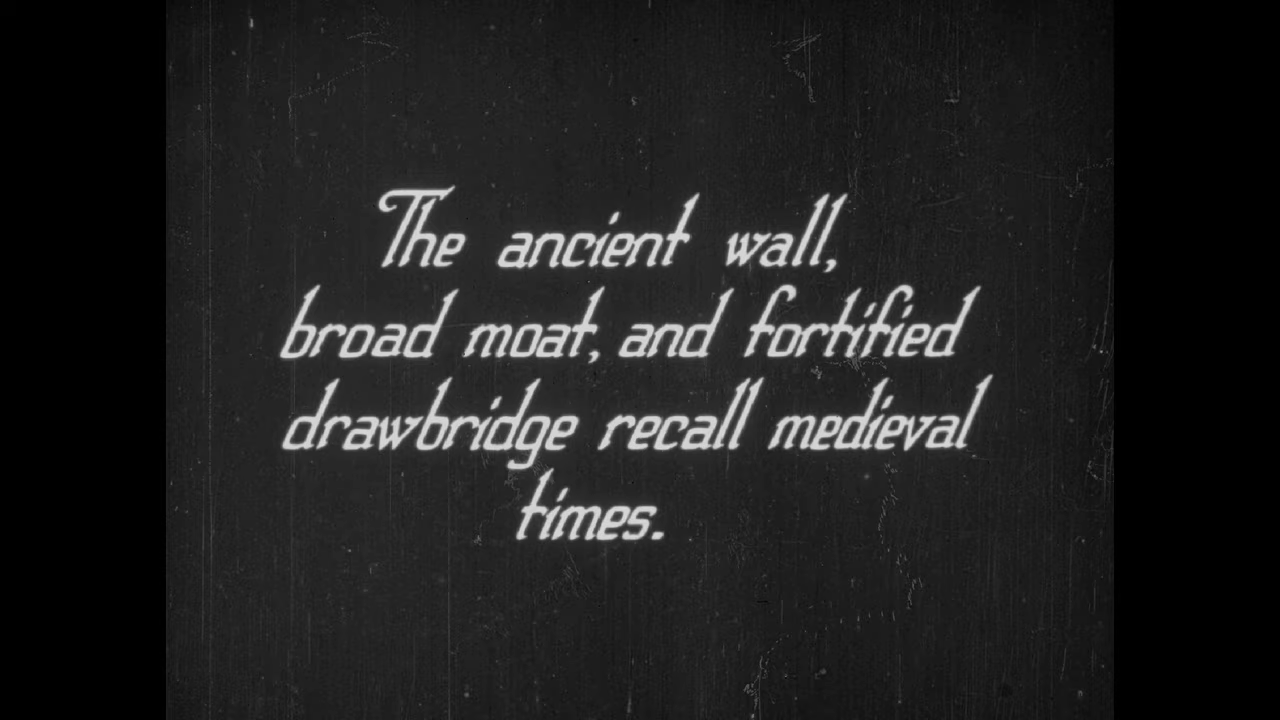 The ancient wall,
broad moat, and fortified
drawbridge recall medieval
times.